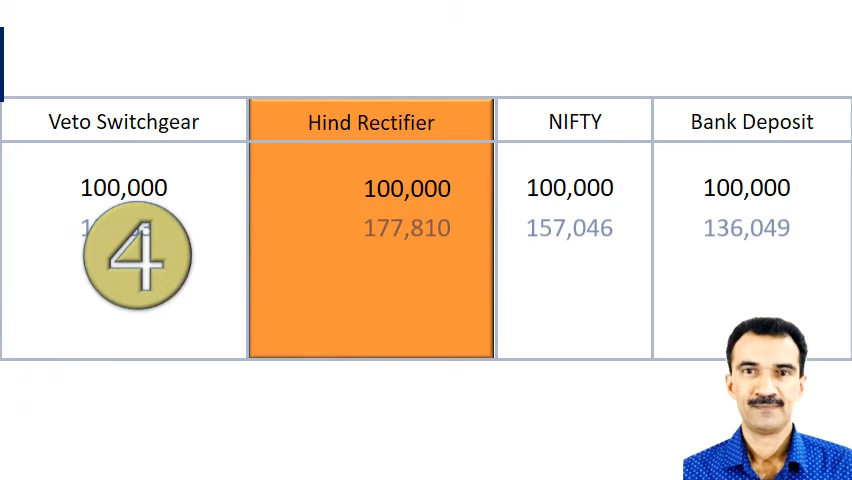 Veto Switchgear Hind Rectifier NIFTY Bank Deposit
100,000 100,000 100,000 100,000
177,810 157,046 136,049
4